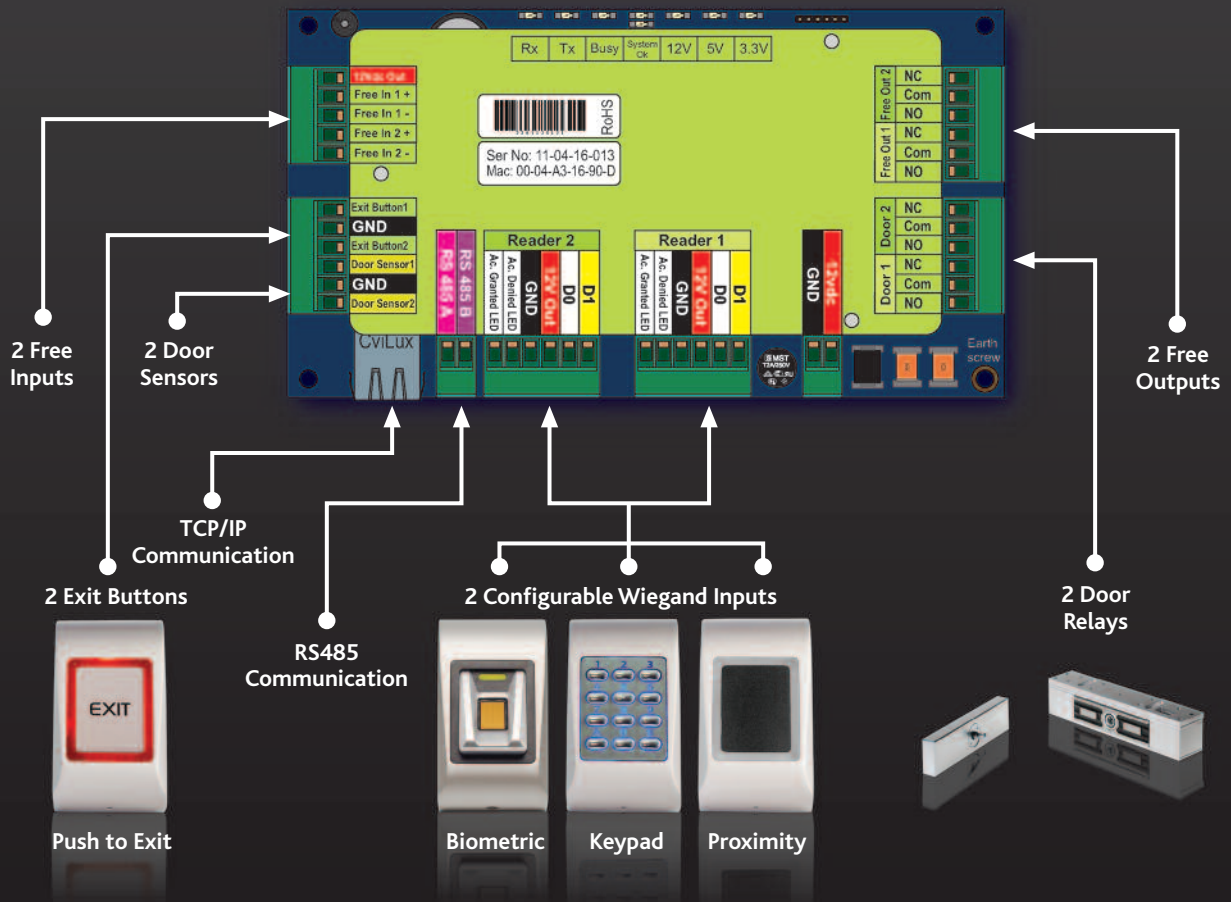 Rx Tx Busy System Ok 12V 5V 3.3V
12Vdc Out
Free In 1 +
Free In 1 -
Free In 2 +
Free In 2 -
RoHS
Ser No: 11-04-16-013
Mac: 00-04-A3-16-90-D
Free Out 2
NC
Com
NO
Free Out 1
NC
Com
NO
Exit Button1
GND
Exit Button2
Door Sensor1
GND
Door Sensor2
Door 2
NC
Com
NO
Door 1
NC
Com
NO
RS 485 A
RS 485 B
Reader 2
Ac. Granted LED
Ac. Denied LED
GND
12V Out
D0
D1
Reader 1
Ac. Granted LED
Ac. Denied LED
GND
12V Out
D0
D1
GND
12vdc
CviLux
Earth
screw
2 Free
Inputs
2 Door
Sensors
2 Free
Outputs
TCP/IP
Communication
2 Exit Buttons
2 Configurable Wiegand Inputs
2 Door
Relays
RS485
Communication
EXIT
1 2 3
Push to Exit
Biometric
Keypad
Proximity